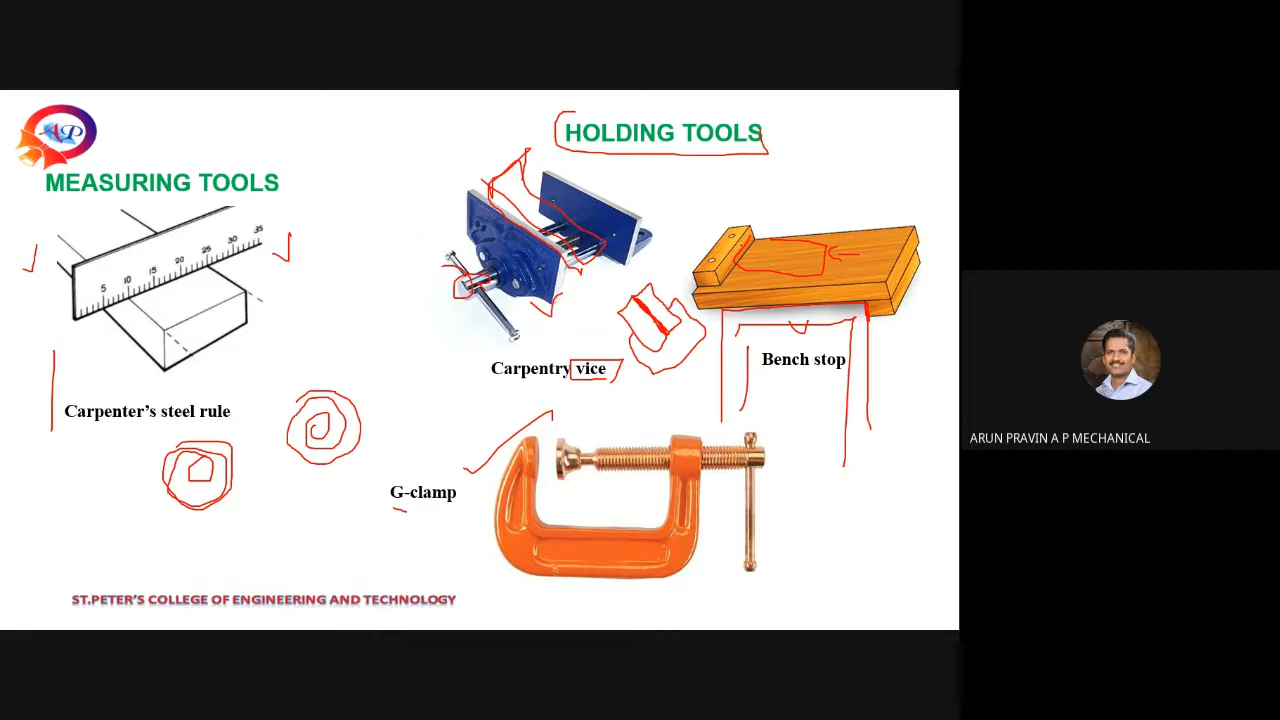 HOLDING TOOLS
AP
MEASURING TOOLS
5 10 15 20 25 30 35
Carpentry vice
Bench stop
Carpenter’s steel rule
G-clamp
ARUN PRAVIN A P MECHANICAL
ST.PETER’S COLLEGE OF ENGINEERING AND TECHNOLOGY